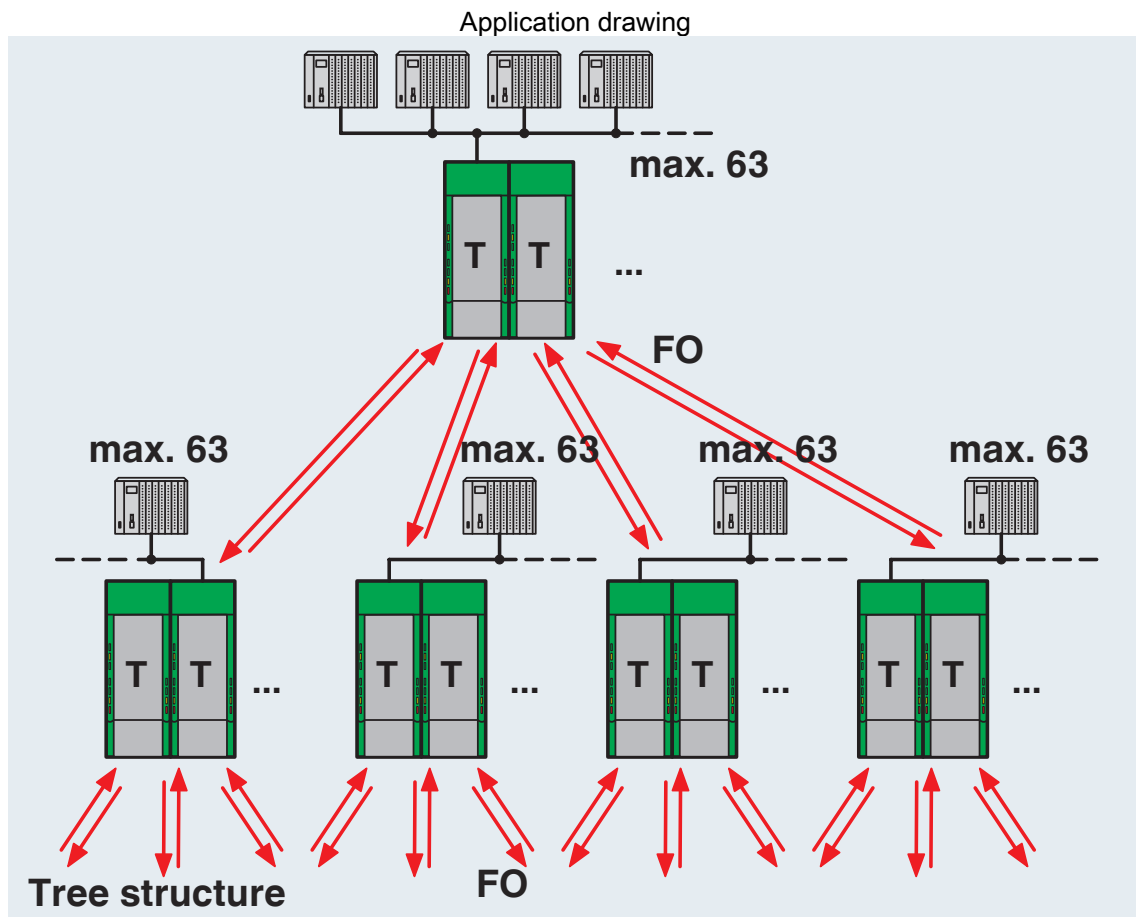 Application drawing
max. 63
T T ...
FO
max. 63 max. 63 max. 63 max. 63
T T ... T T ... T T ... T T ...
Tree structure FO